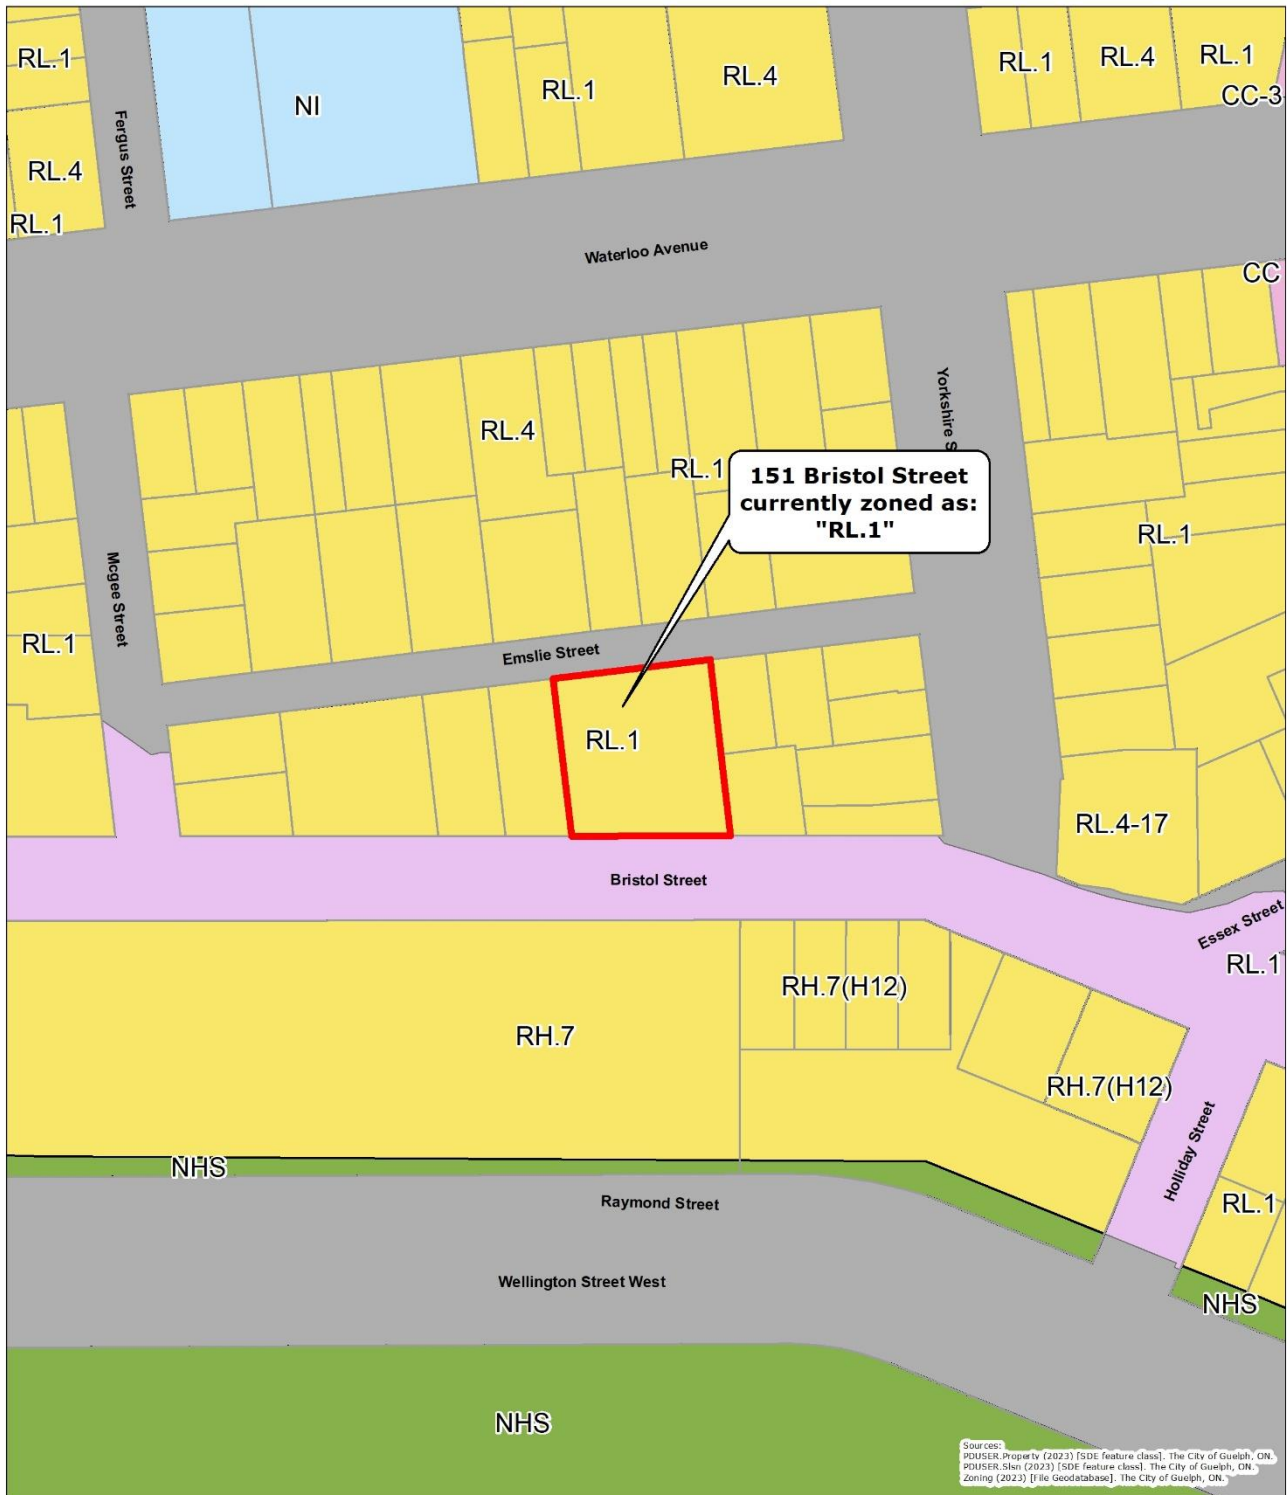 RL.1
NI
RL.1
RL.4
RL.1
RL.4
RL.1
CC-3
Fergus Street
RL.4
RL.1
Waterloo Avenue
CC
Yorkshire S
RL.4
RL.1
151 Bristol Street
currently zoned as:
"RL.1"
RL.1
Mcgee Street
RL.1
Emslie Street
RL.1
RL.4-17
Bristol Street
Essex Street
RL.1
RH.7(H12)
RH.7
RH.7(H12)
Holliday Street
NHS
Raymond Street
RL.1
Wellington Street West
NHS
NHS
Sources:
PDUSER.Property (2023) [SDE feature class]. The City of Guelph, ON.
PDUSER.Slsn (2023) [SDE feature class]. The City of Guelph, ON.
Zoning (2023) [File Geodatabase]. The City of Guelph, ON.